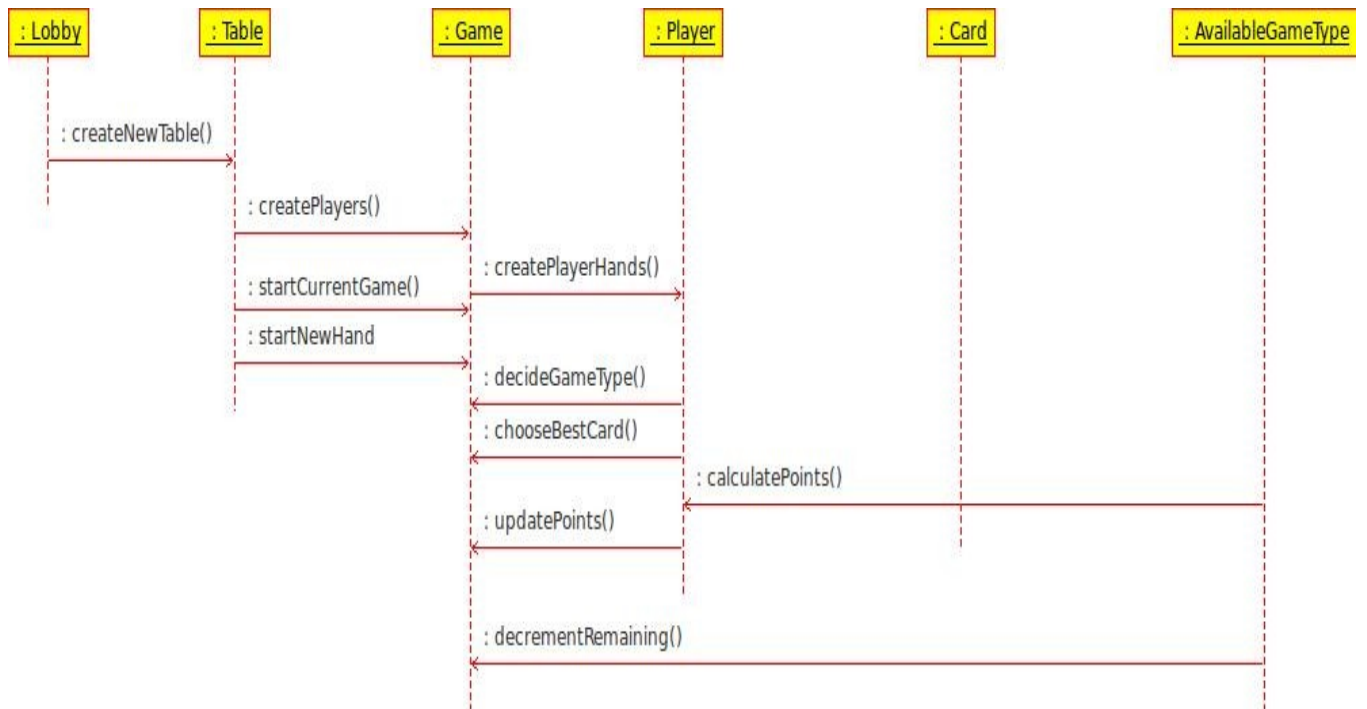 : Lobby
: Table
: Game
: Player
: Card
: AvailableGameType
: createNewTable()
: createPlayers()
: createPlayerHands()
: startCurrentGame()
: startNewHand
: decideGameType()
: chooseBestCard()
: calculatePoints()
: updatePoints()
: decrementRemaining()